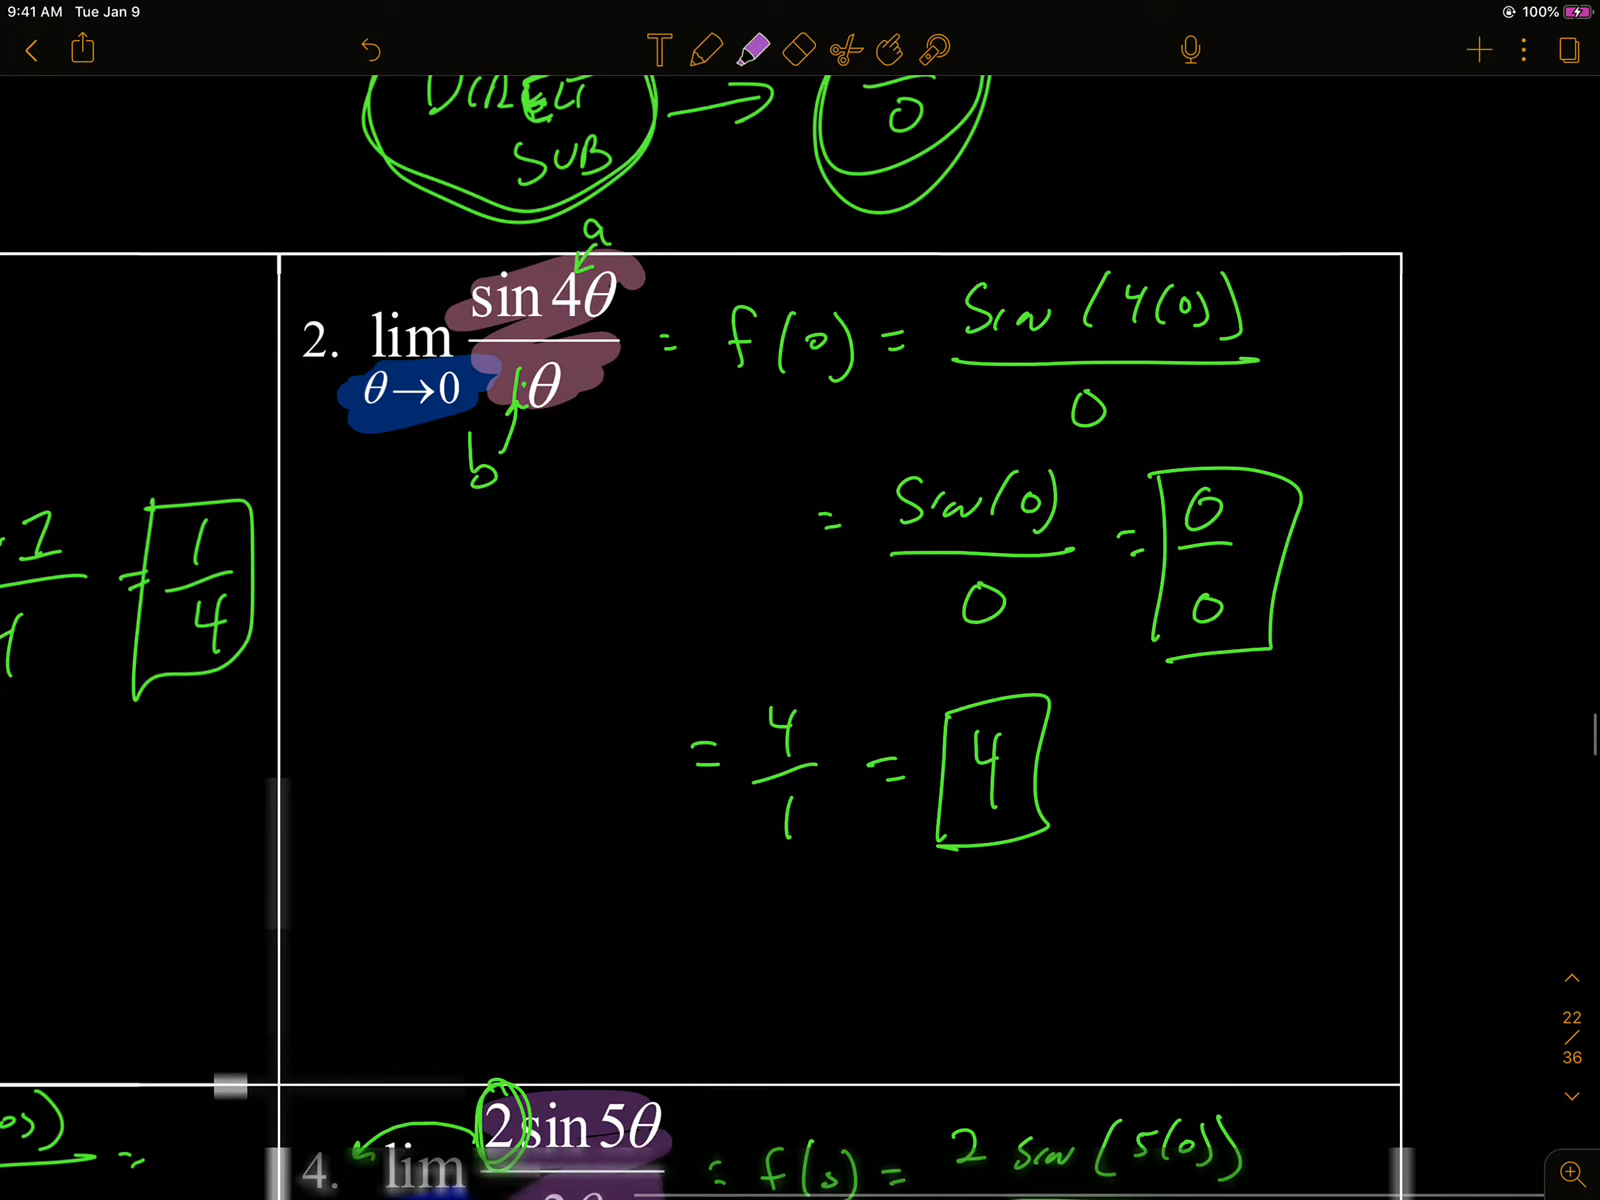 9:41 AM Tue Jan 9
100%
DIRECT
SUB
0
a
2. lim θ→0 sin 4θ / θ = f(0) = sin(4(0)) / 0
b
= sin(0) / 0 = 0/0
= 1/4
= 4/1 = 4
22
/
36
4. lim 2 sin 5θ = f(0) = 2 sin(5(0))
=